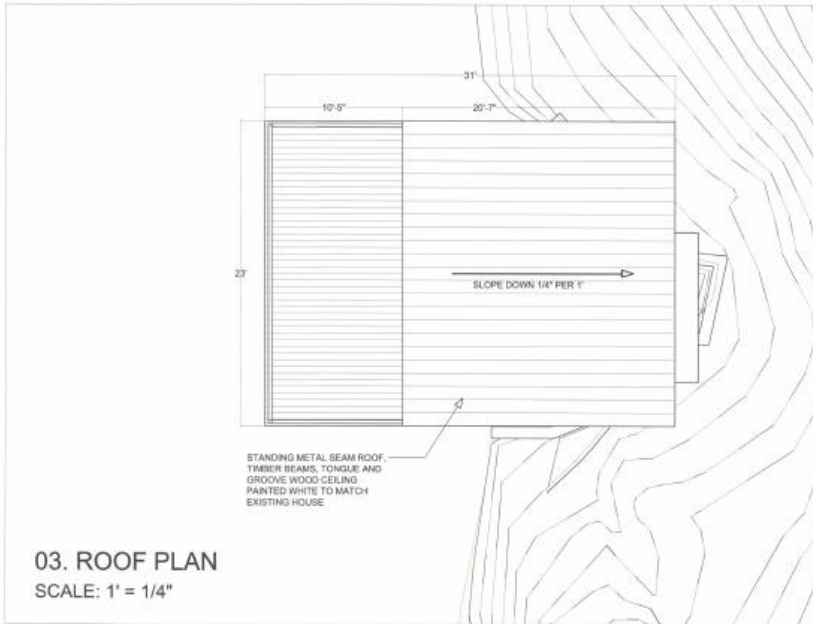 31'
10'-5"
20'-7"
23'
SLOPE DOWN 1/4" PER 1'
STANDING METAL SEAM ROOF,
TIMBER BEAMS, TONGUE AND
GROOVE WOOD CEILING
PAINTED WHITE TO MATCH
EXISTING HOUSE
03. ROOF PLAN
SCALE: 1' = 1/4"